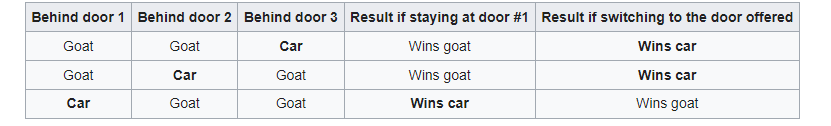 Behind door 1 Behind door 2 Behind door 3 Result if staying at door #1 Result if switching to the door offered
Goat Goat Car Wins goat Wins car
Goat Car Goat Wins goat Wins car
Car Goat Goat Wins car Wins goat